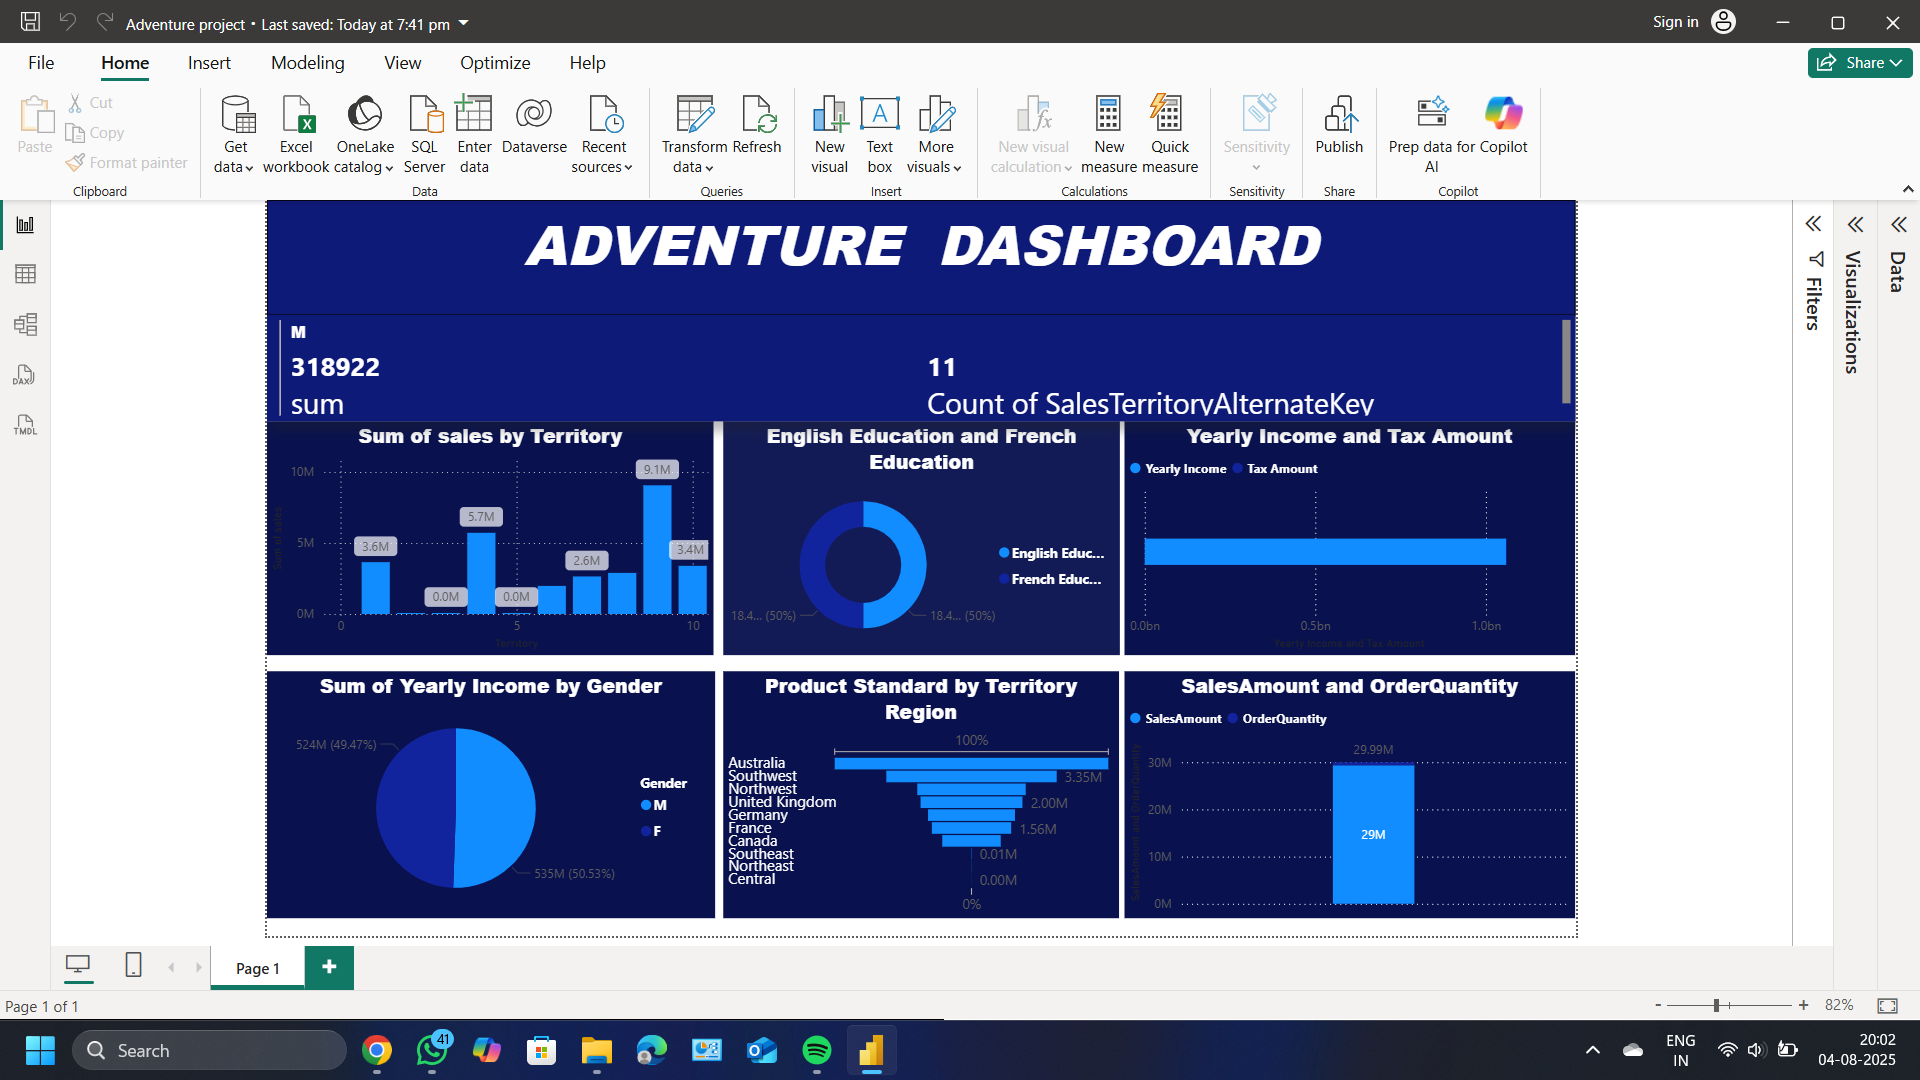 Adventure project • Last saved: Today at 7:41 pm
Sign in
File Home Insert Modeling View Optimize Help
Share
Paste
Cut
Copy
Format painter
Clipboard
Get data
Excel workbook
OneLake catalog
SQL Server
Enter data
Dataverse
Recent sources
Data
Transform data
Refresh
Queries
New visual
Text box
More visuals
Insert
New visual calculation
New measure
Quick measure
Calculations
Sensitivity
Sensitivity
Publish
Share
Prep data for AI
Copilot
Copilot
DAX
TMDL
ADVENTURE DASHBOARD
M
318922
sum
11
Count of SalesTerritoryAlternateKey
Sum of sales by Territory
Sum of sales
10M
5M
0M
3.6M
0.0M
5.7M
0.0M
2.6M
9.1M
3.4M
0
5
10
Territory
English Education and French
Education
English Educ...
French Educ...
18.4... (50%)
18.4... (50%)
Yearly Income and Tax Amount
Yearly Income Tax Amount
0.0bn
0.5bn
1.0bn
Yearly Income and Tax Amount
Sum of Yearly Income by Gender
524M (49.47%)
535M (50.53%)
Gender
M
F
Product Standard by Territory
Region
100%
Australia
Southwest
3.35M
Northwest
United Kingdom
2.00M
Germany
France
1.56M
Canada
Southeast
0.01M
Northeast
Central
0.00M
0%
SalesAmount and OrderQuantity
SalesAmount OrderQuantity
SalesAmount and OrderQuantity
29.99M
30M
20M
10M
0M
29M
Filters
Visualizations
Data
Page 1
+
Page 1 of 1
- + 82%
Search
41
ENG
IN
20:02
04-08-2025